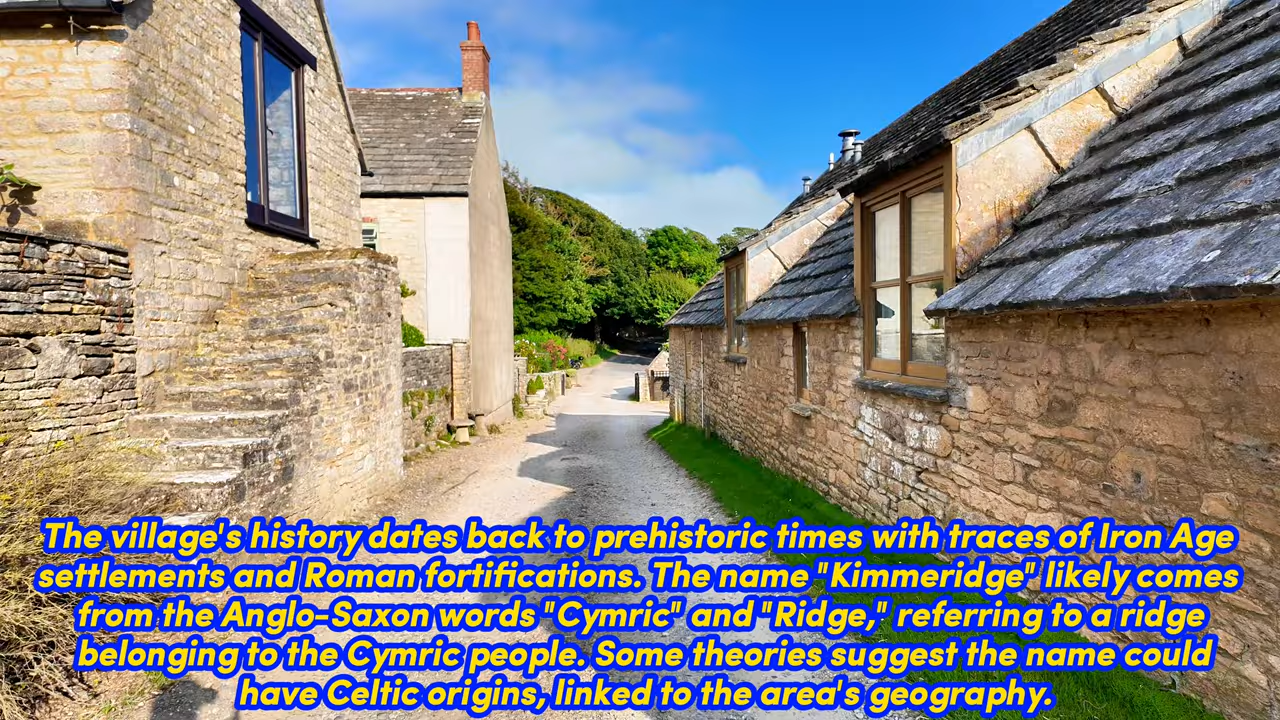 The village's history dates back to prehistoric times with traces of Iron Age
settlements and Roman fortifications. The name "Kimmeridge" likely comes
from the Anglo-Saxon words "Cymric" and "Ridge," referring to a ridge
belonging to the Cymric people. Some theories suggest the name could
have Celtic origins, linked to the area's geography.